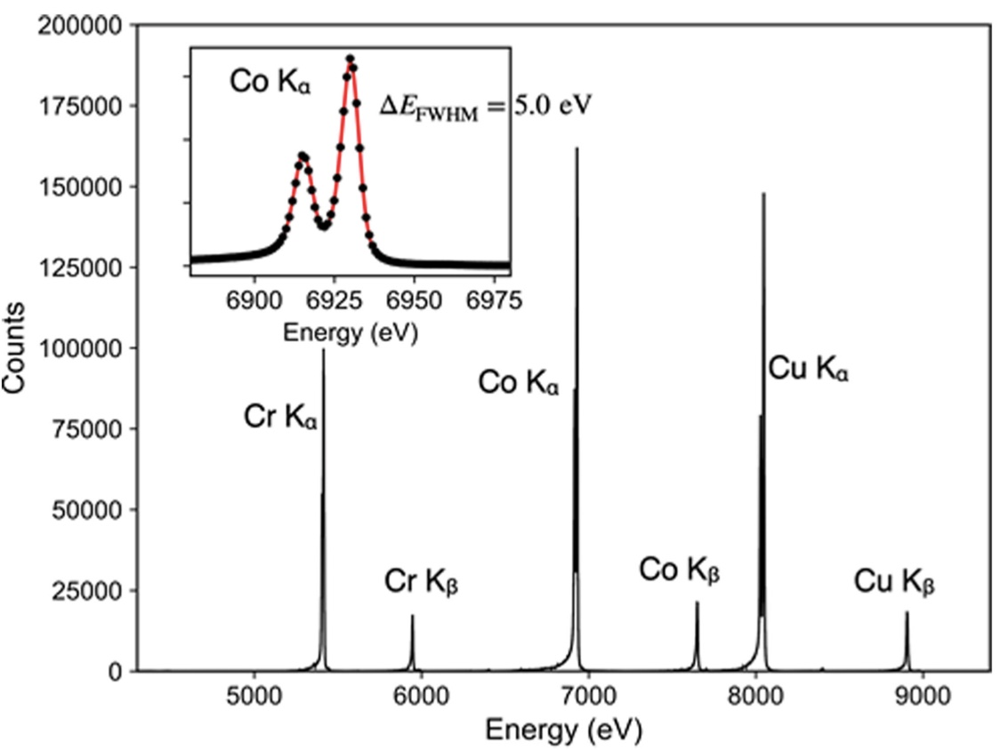 200000
175000
150000
125000
100000
75000
50000
25000
0
Counts
Co Kα
ΔE_FWHM = 5.0 eV
6900 6925 6950 6975
Energy (eV)
Cr Kα
Cr Kβ
Co Kα
Co Kβ
Cu Kα
Cu Kβ
5000 6000 7000 8000 9000
Energy (eV)